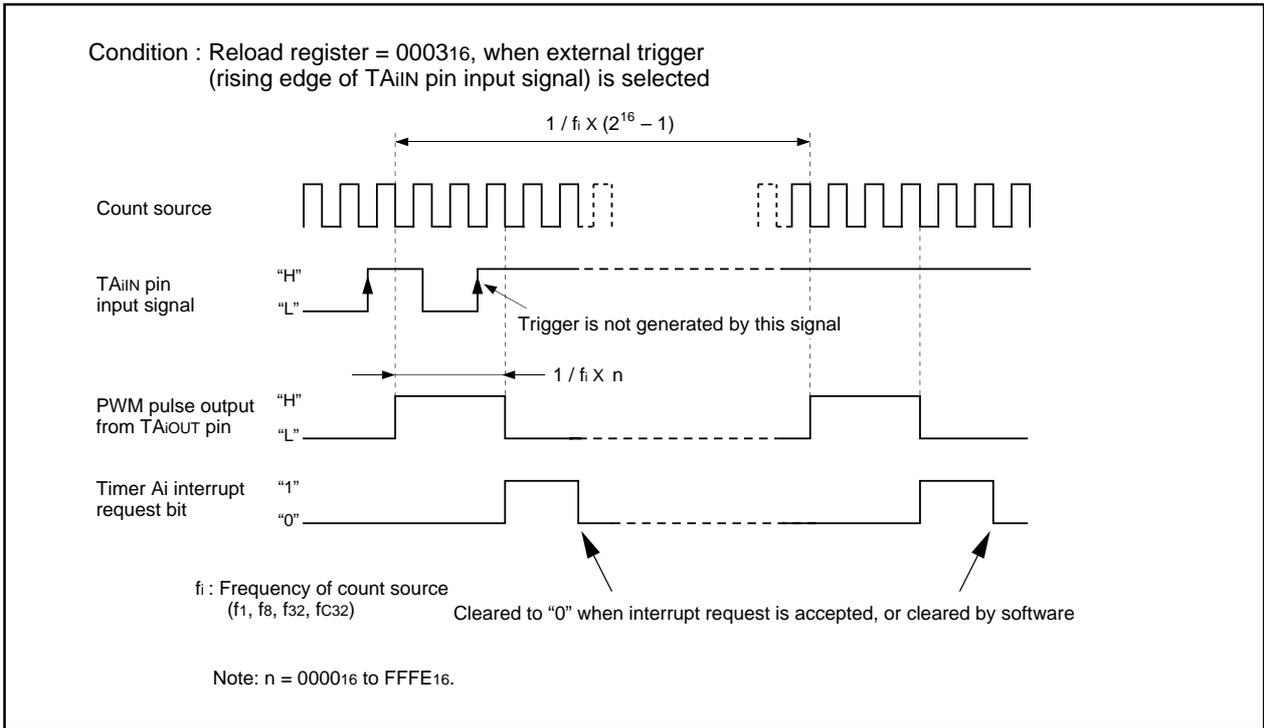 Condition : Reload register = 000316, when external trigger
(rising edge of TAiIN pin input signal) is selected
1 / fi X (2^16 – 1)
Count source
TAiIN pin
input signal
“H”
“L”
Trigger is not generated by this signal
1 / fi X n
PWM pulse output
from TAiOUT pin
“H”
“L”
Timer Ai interrupt
request bit
“1”
“0”
fi : Frequency of count source
(f1, f8, f32, fC32)
Cleared to “0” when interrupt request is accepted, or cleared by software
Note: n = 000016 to FFFE16.